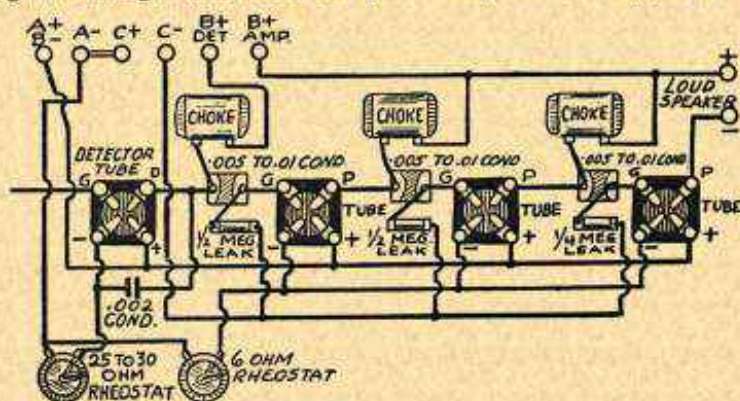 A+
B-
A-
C+
C-
B+
DET
B+
AMP.
+
LOUD
SPEAKER
-
CHOKE
CHOKE
CHOKE
DETECTOR
TUBE
.005 TO .01 COND
.005 TO .01 COND
.005 TO .01 COND
G
P
G
P
G
P
G
P
TUBE
TUBE
TUBE
-
+
-
+
-
+
-
+
1/2 MEG
LEAK
1/2 MEG
LEAK
1/4 MEG
LEAK
.002
COND.
25 TO 30
OHM
RHEOSTAT
6 OHM
RHEOSTAT